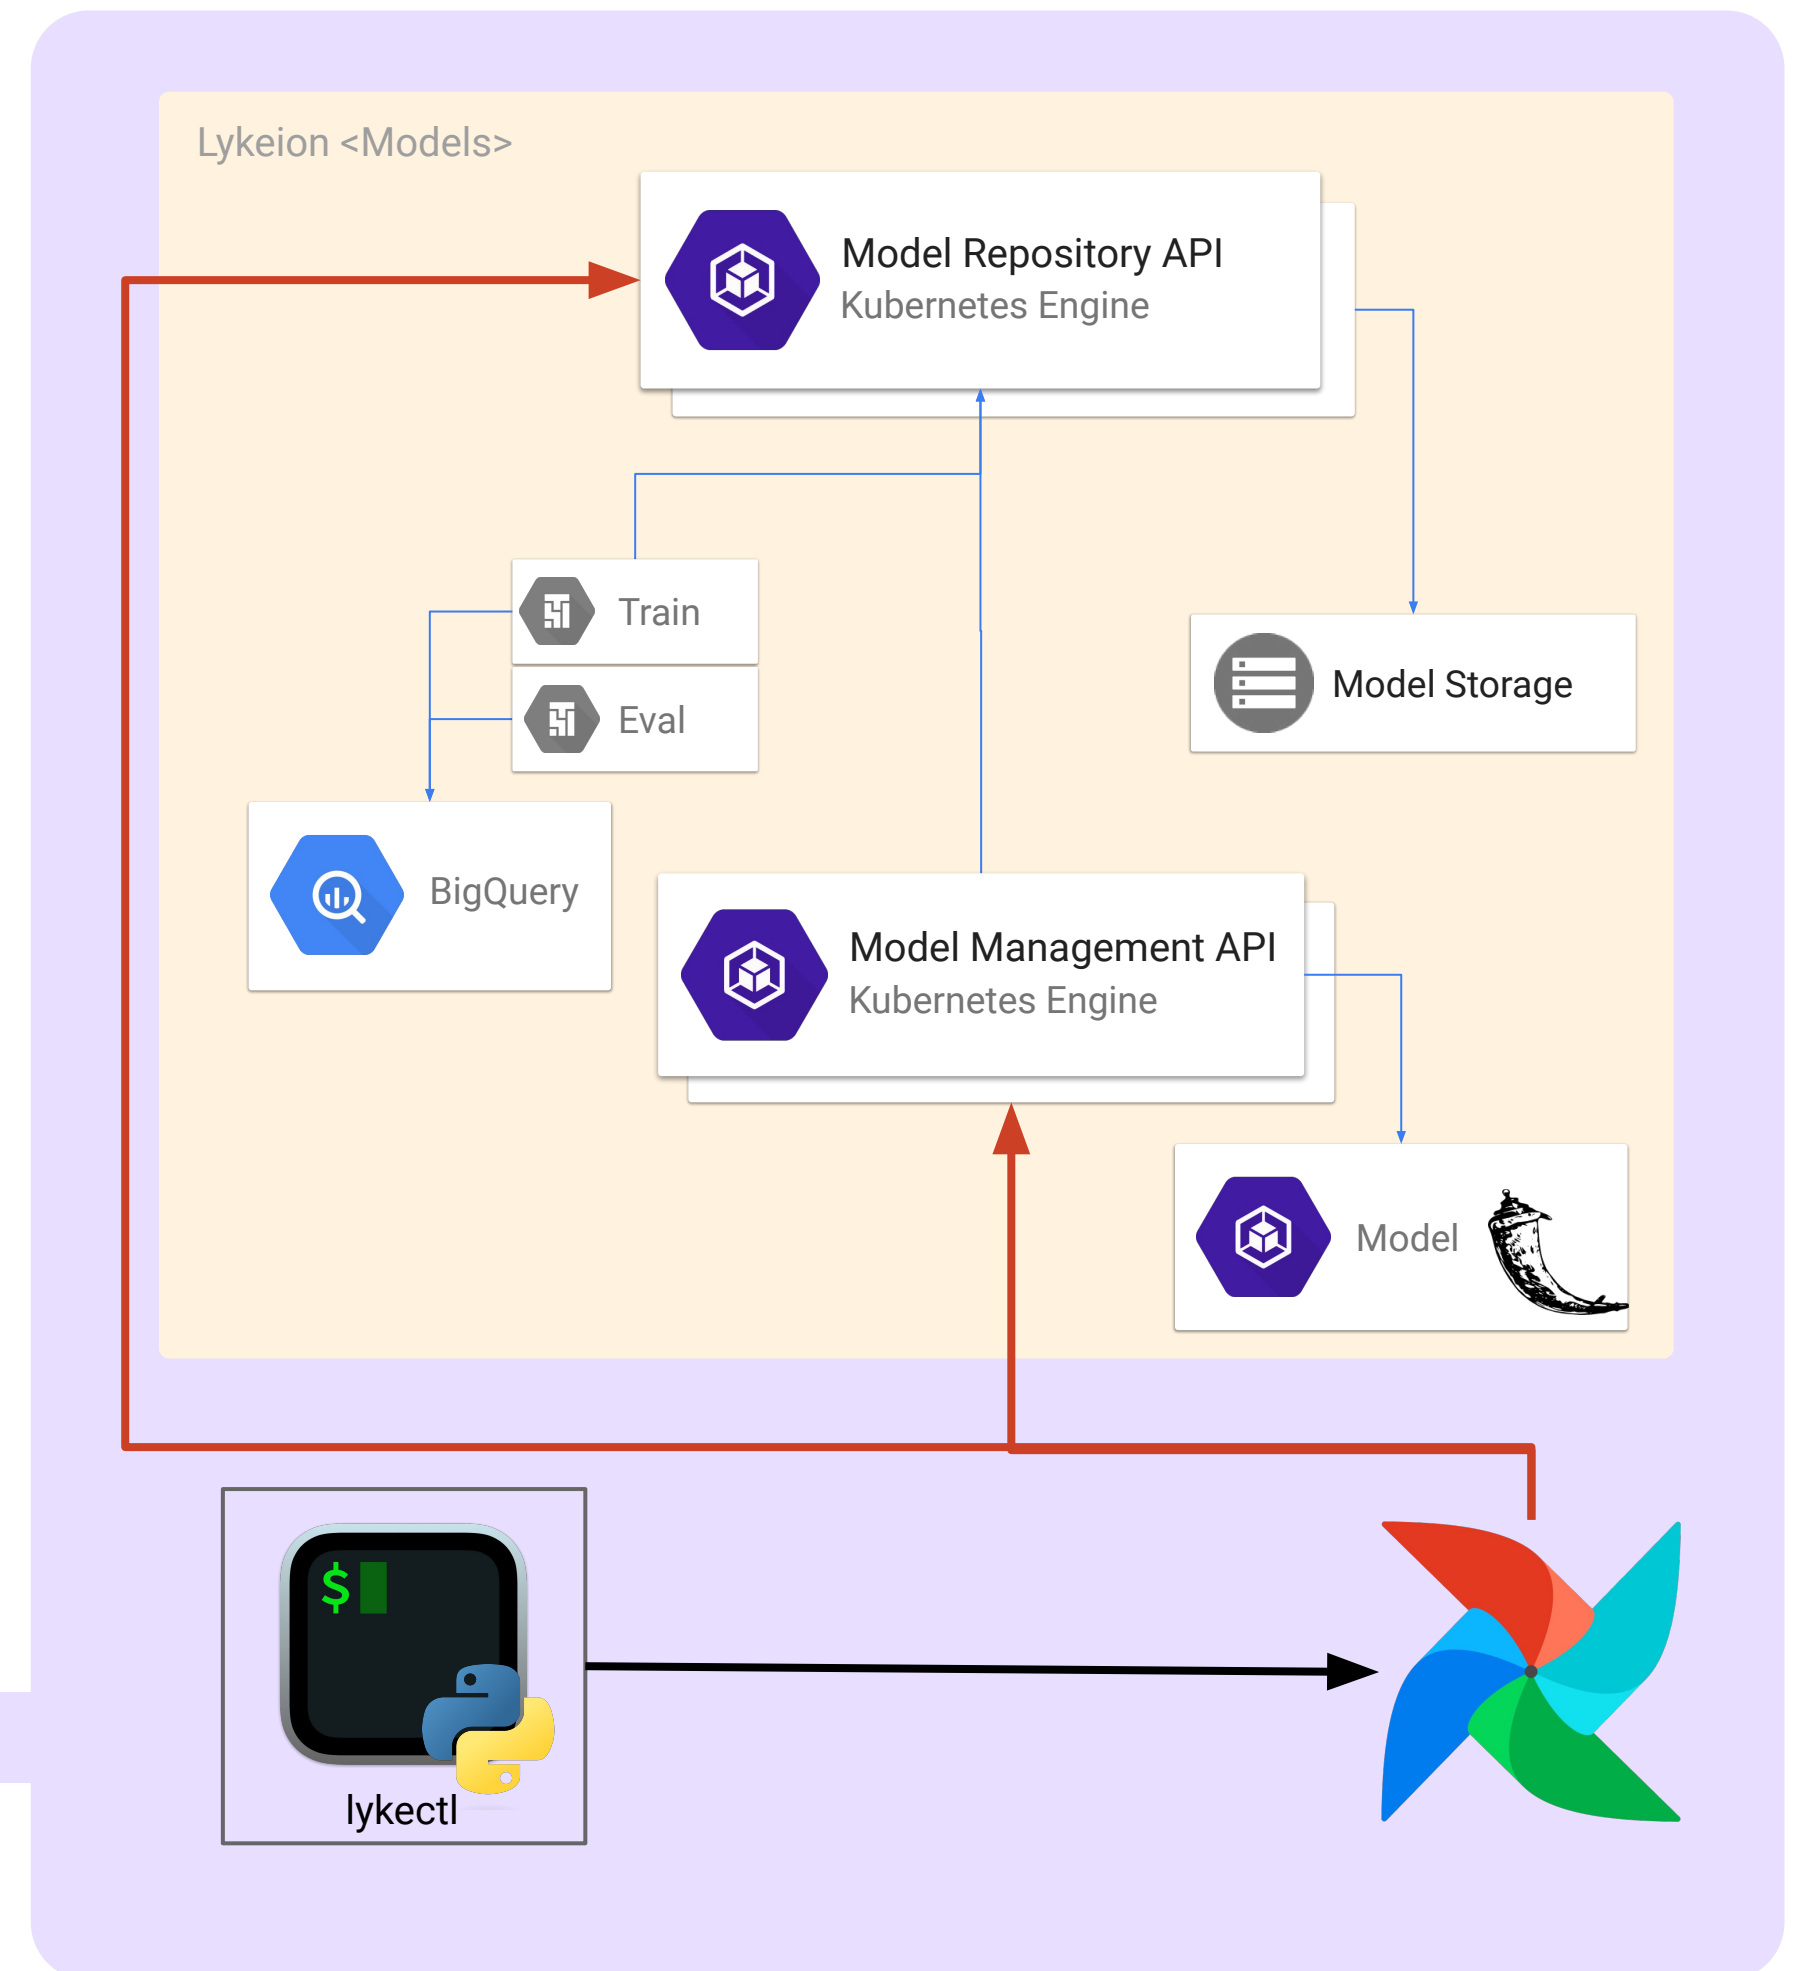 Lykeion <Models>
Model Repository API
Kubernetes Engine
Train
Eval
Model Storage
BigQuery
Model Management API
Kubernetes Engine
Model
$
lykectl